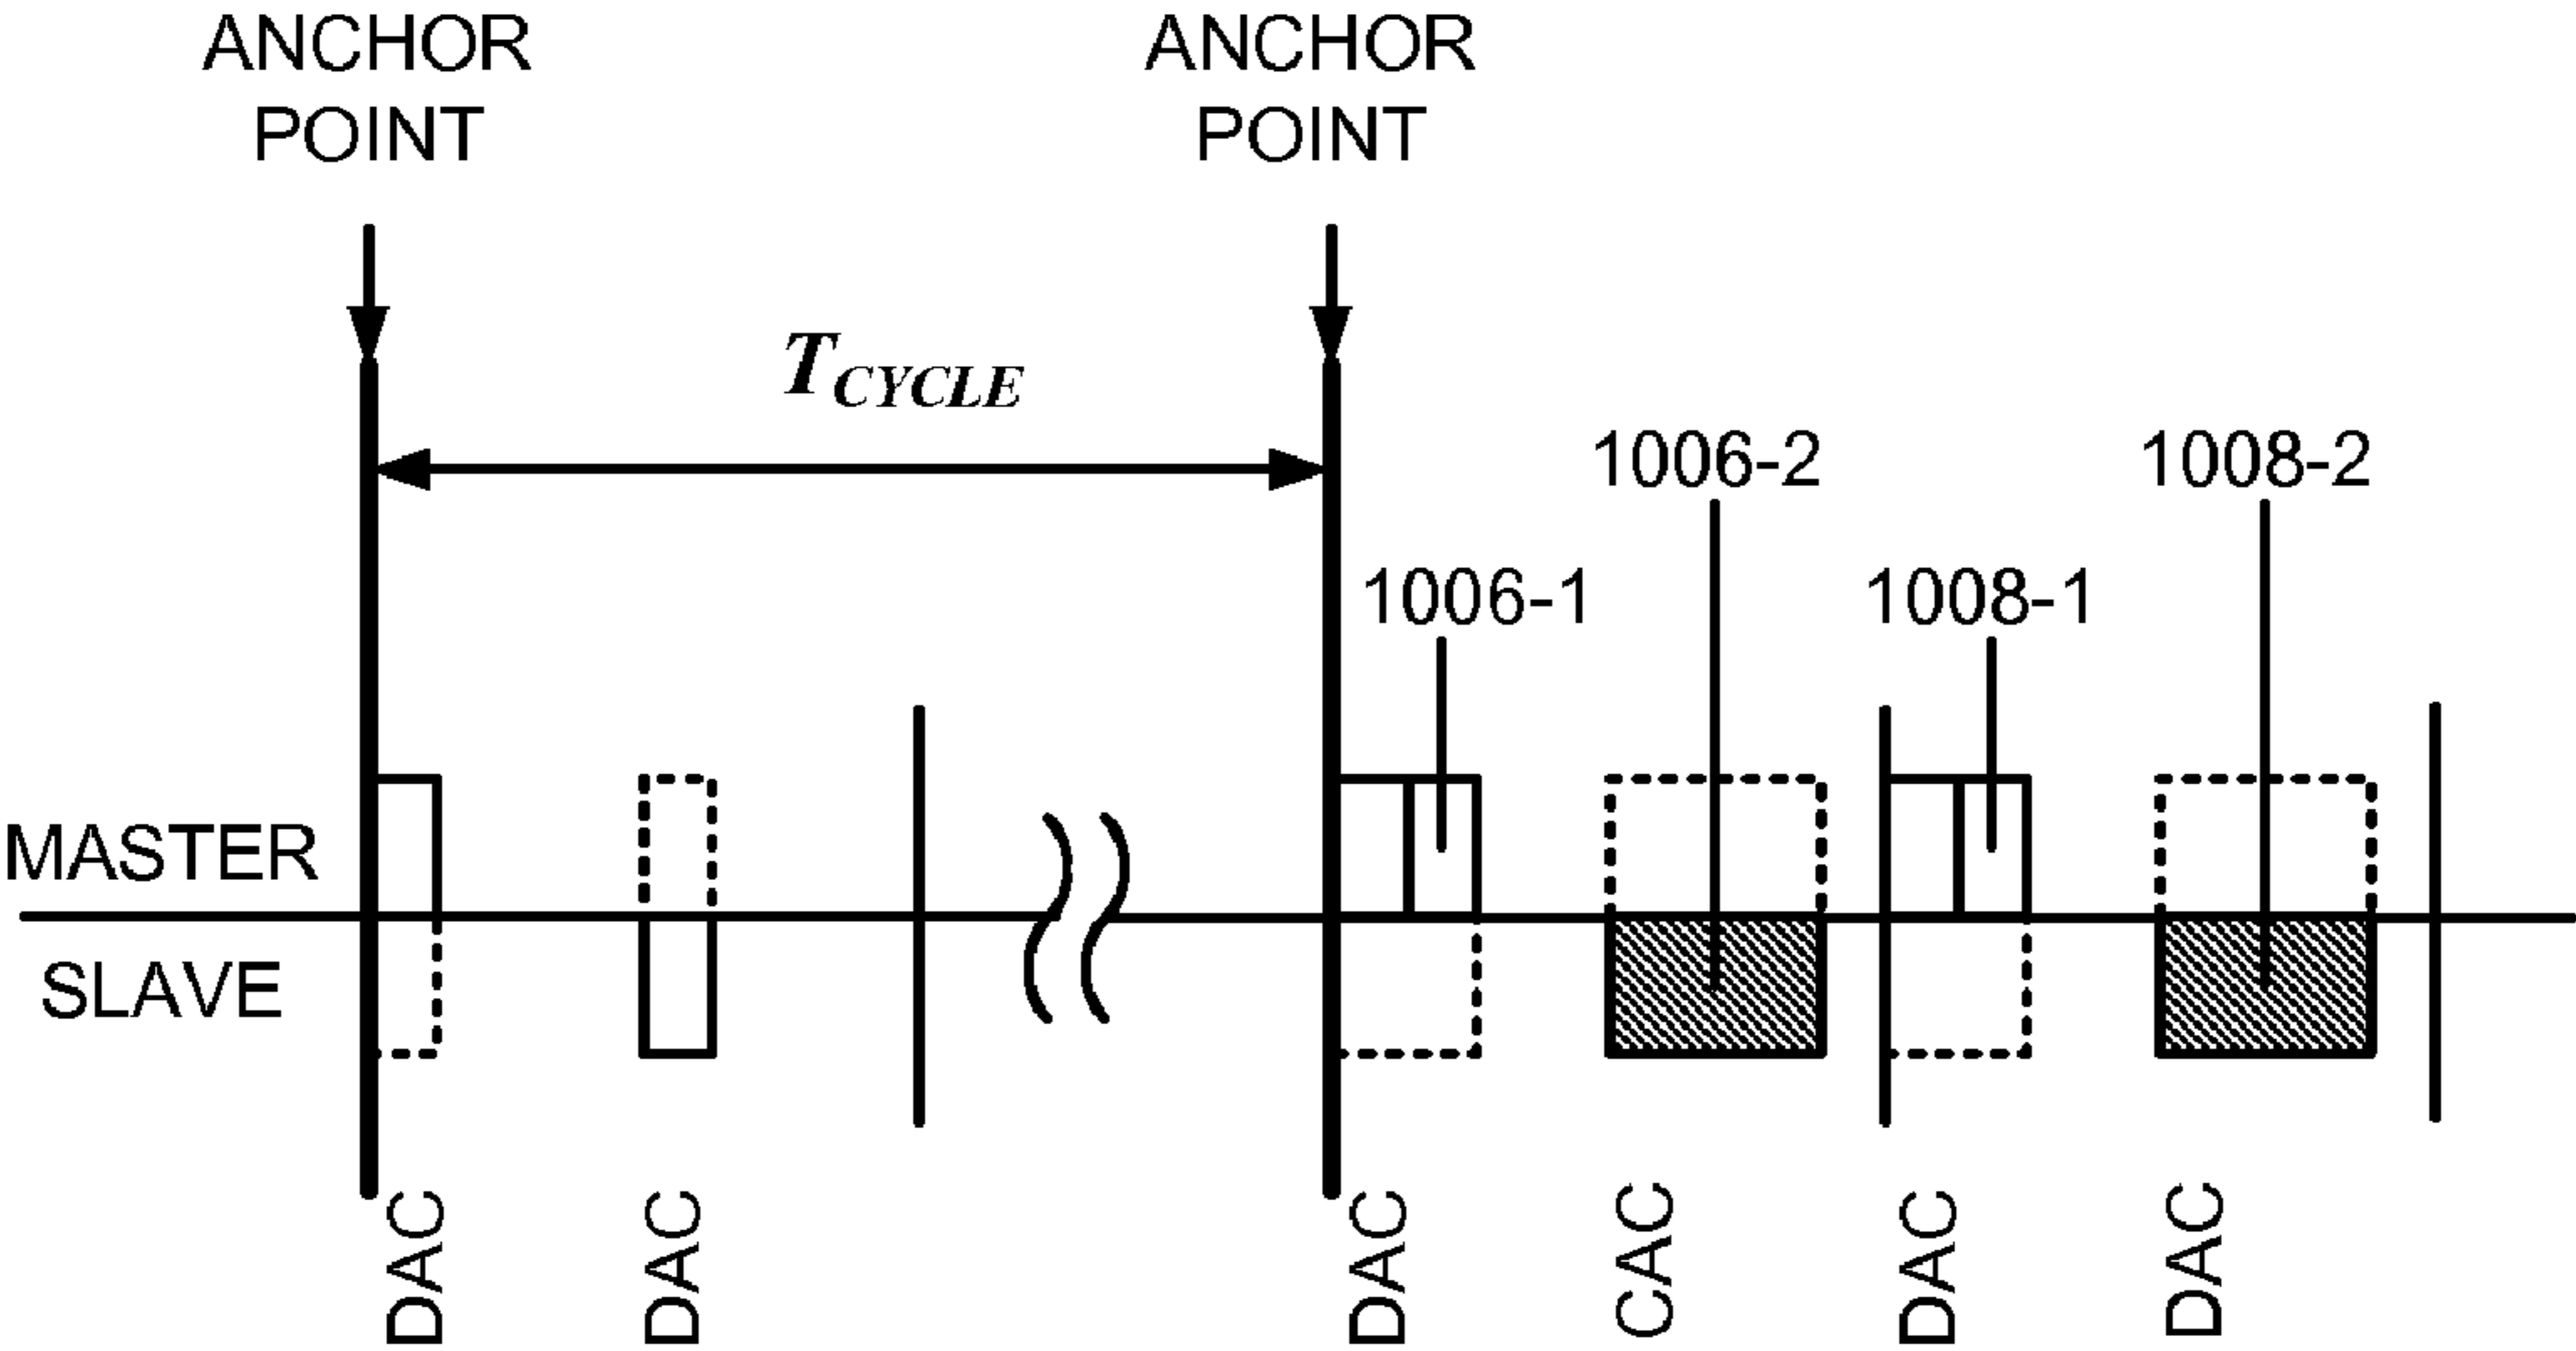 ANCHOR
POINT
ANCHOR
POINT
T_CYCLE
1006-2
1008-2
1006-1
1008-1
MASTER
SLAVE
DAC
DAC
DAC
CAC
DAC
DAC